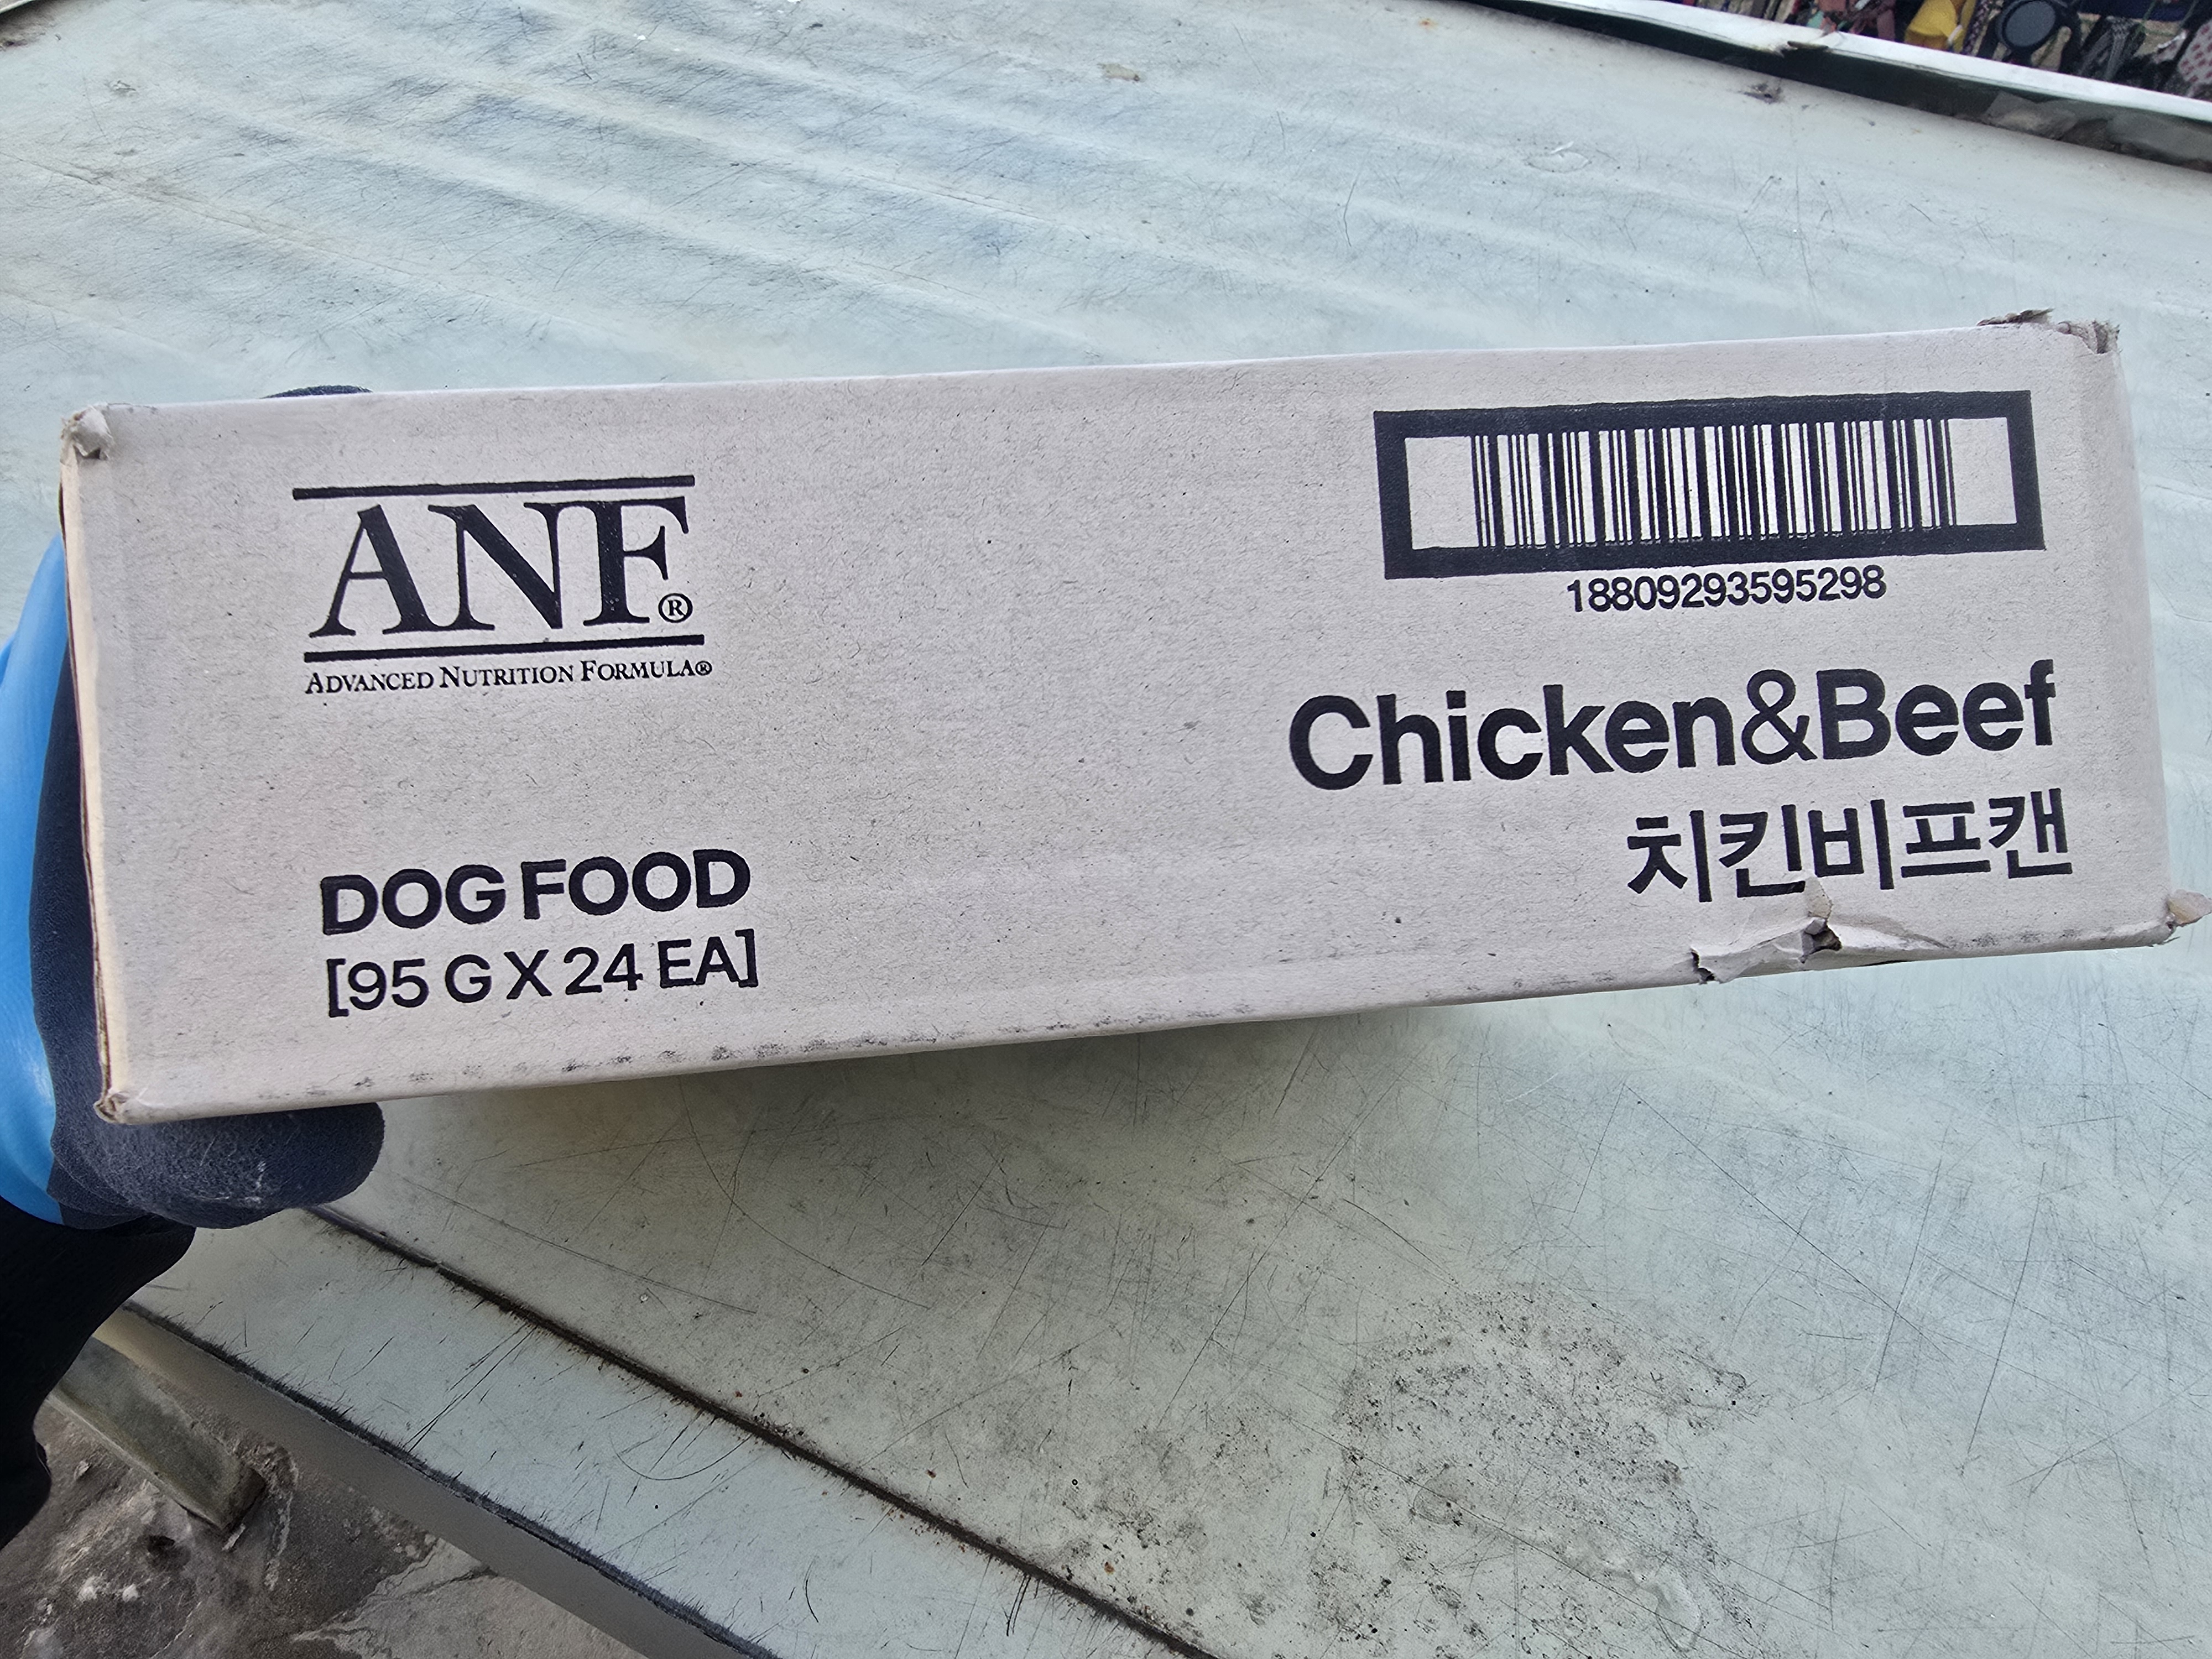 ANF®
ADVANCED NUTRITION FORMULA®
DOG FOOD
[95 G X 24 EA]
18809293595298
Chicken&Beef
치킨비프캔